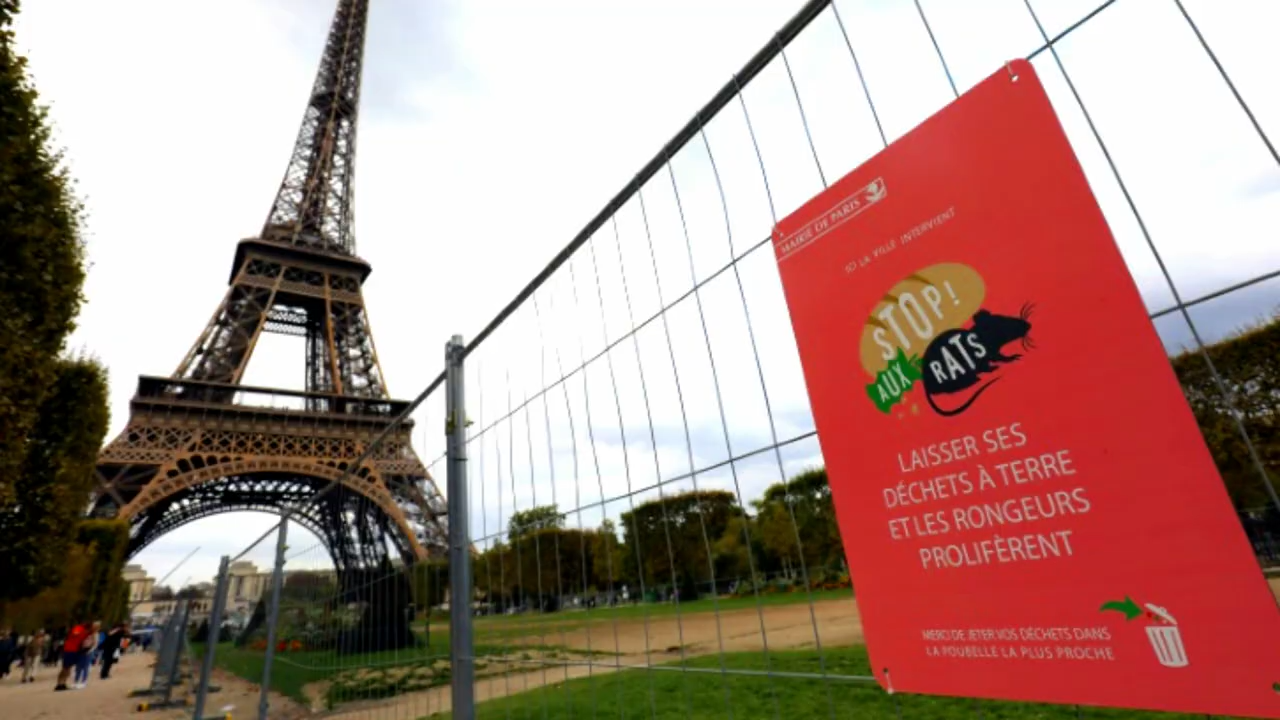 MAIRIE DE PARIS
ICI LA VILLE INTERVIENT
STOP!
AUX RATS
LAISSER SES
DÉCHETS À TERRE
ET LES RONGEURS
PROLIFÈRENT
MERCI DE JETER VOS DÉCHETS DANS
LA POUBELLE LA PLUS PROCHE